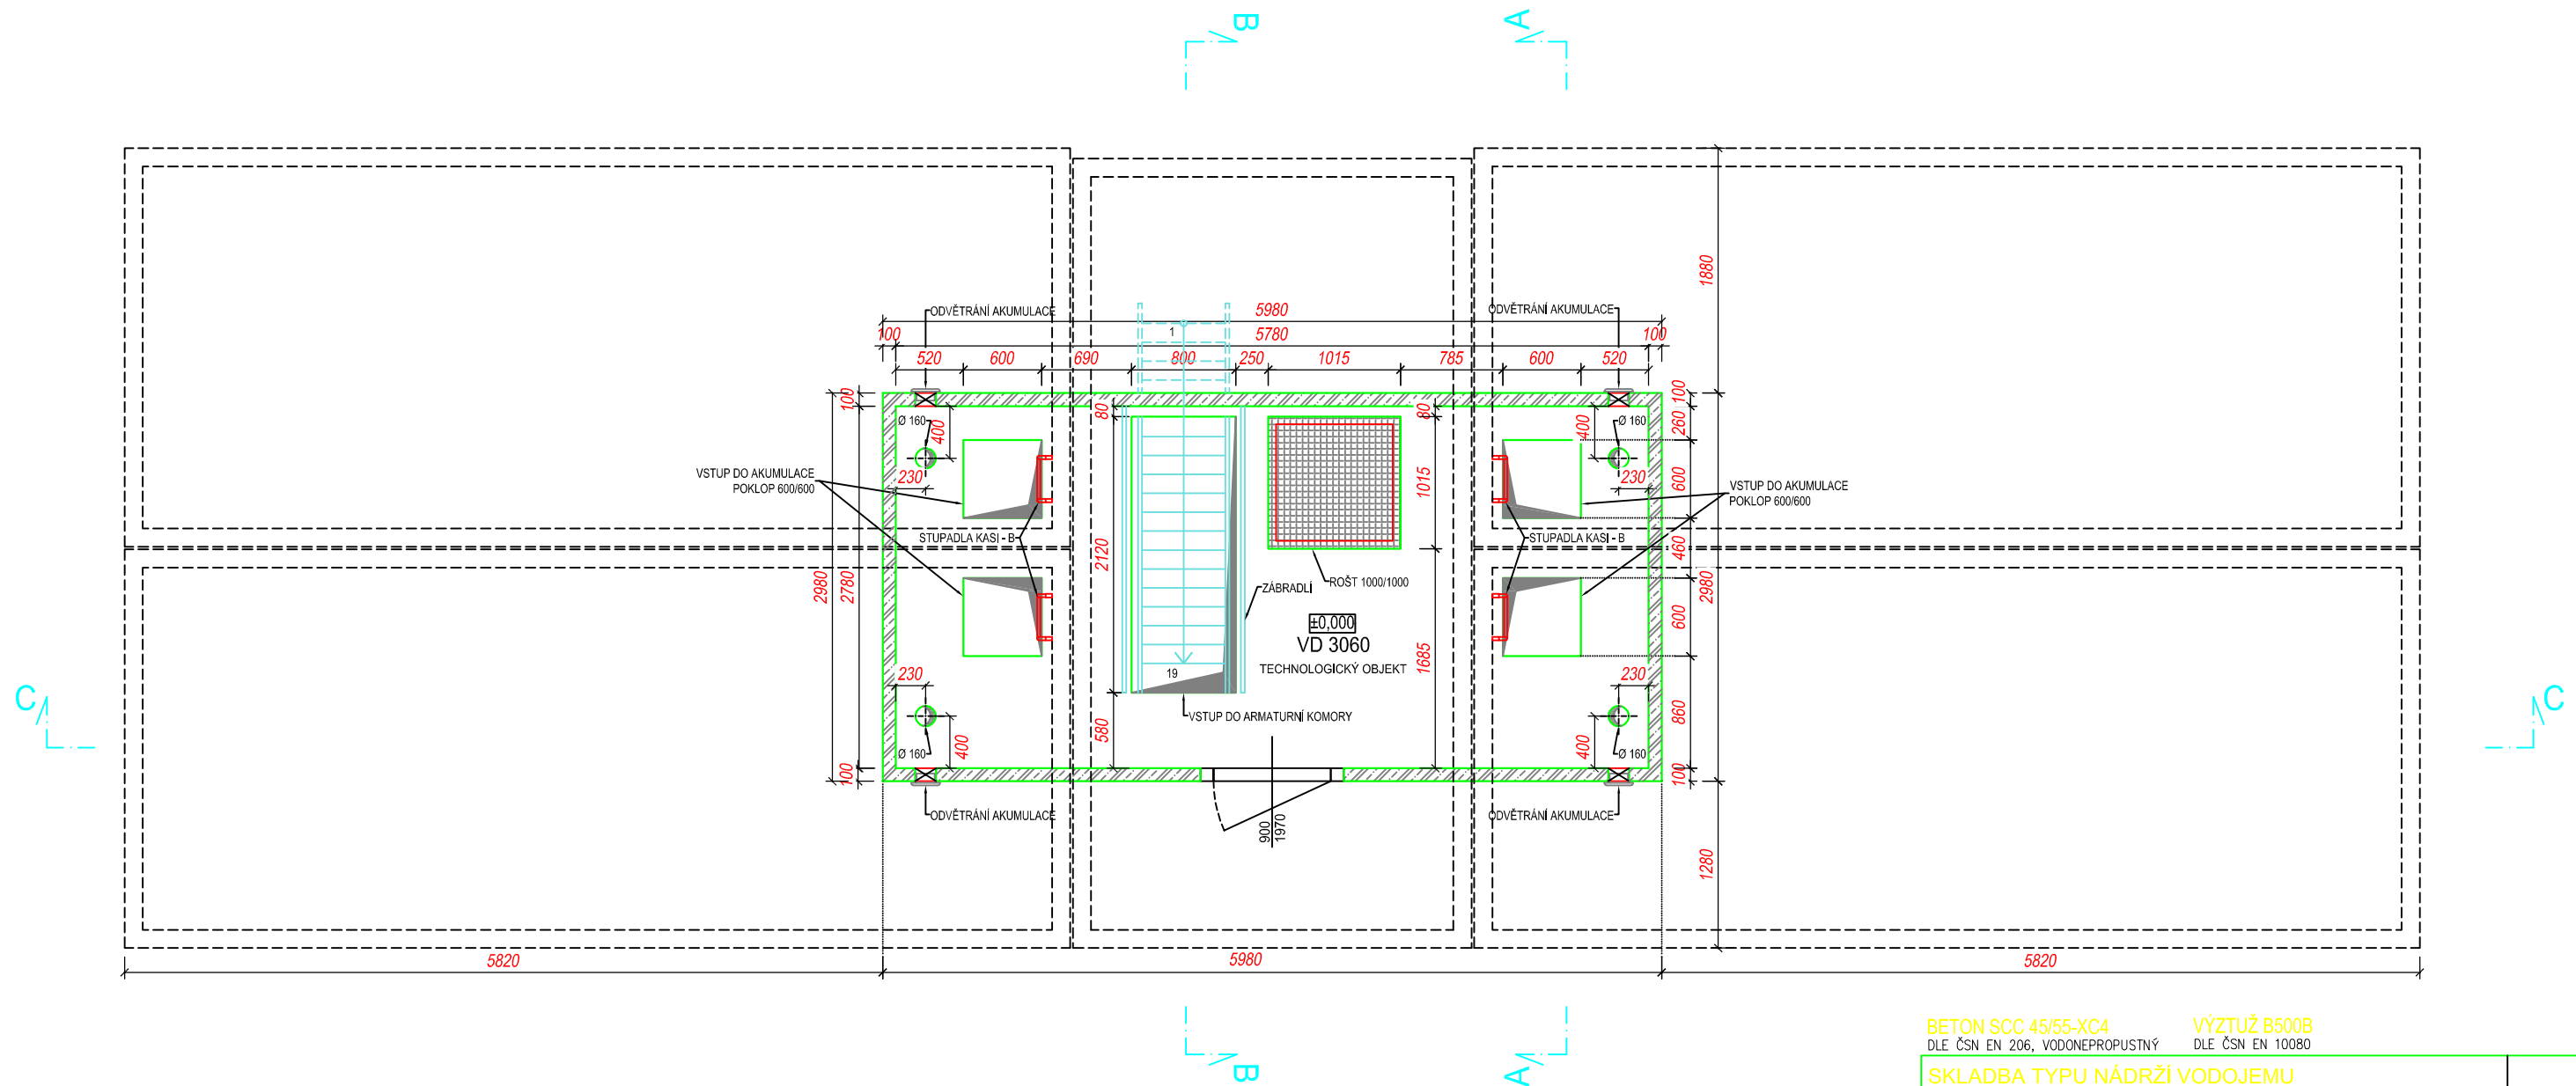 B
A
1880
ODVĚTRÁNÍ AKUMULACE
5980
ODVĚTRÁNÍ AKUMULACE
1
100
5780
100
520
600
690
800
250
1015
785
600
520
100
80
80
100
260
Ø 160
400
400
Ø 160
VSTUP DO AKUMULACE
POKLOP 600/600
230
1015
230
600
VSTUP DO AKUMULACE
POKLOP 600/600
STUPADLA KASI - B
STUPADLA KASI - B
460
2980
2780
2120
ROŠT 1000/1000
ZÁBRADLÍ
2980
±0,000
VD 3060
TECHNOLOGICKÝ OBJEKT
1685
600
230
19
230
C
C
VSTUP DO ARMATURNÍ KOMORY
580
860
Ø 160
400
400
Ø 160
100
100
ODVĚTRÁNÍ AKUMULACE
900
1970
ODVĚTRÁNÍ AKUMULACE
1280
5820
5980
5820
B
A
BETON SCC 45/55-XC4
VÝZTUŽ B500B
DLE ČSN EN 206, VODONEPROPUSTNÝ
DLE ČSN EN 10080
SKLADBA TYPU NÁDRŽÍ VODOJEMU